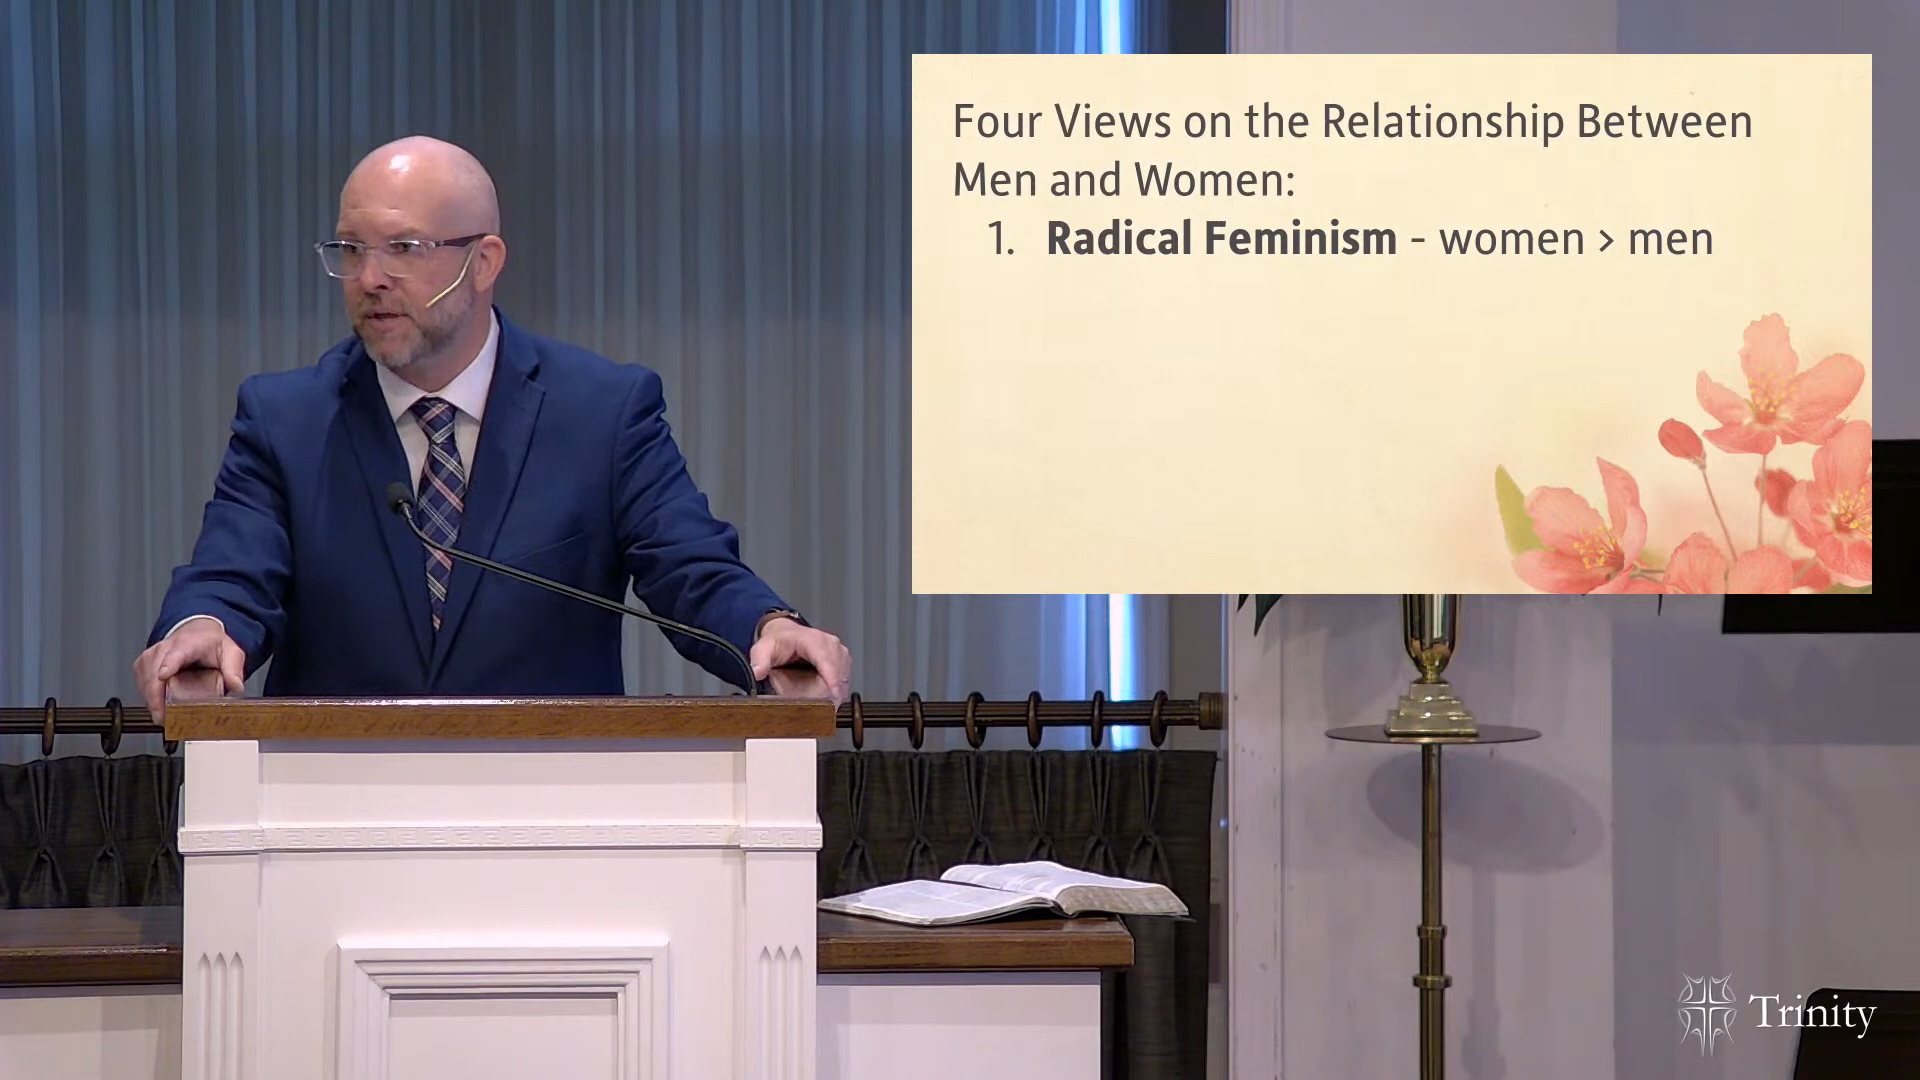 Four Views on the Relationship Between
Men and Women:
1. Radical Feminism - women > men
Trinity